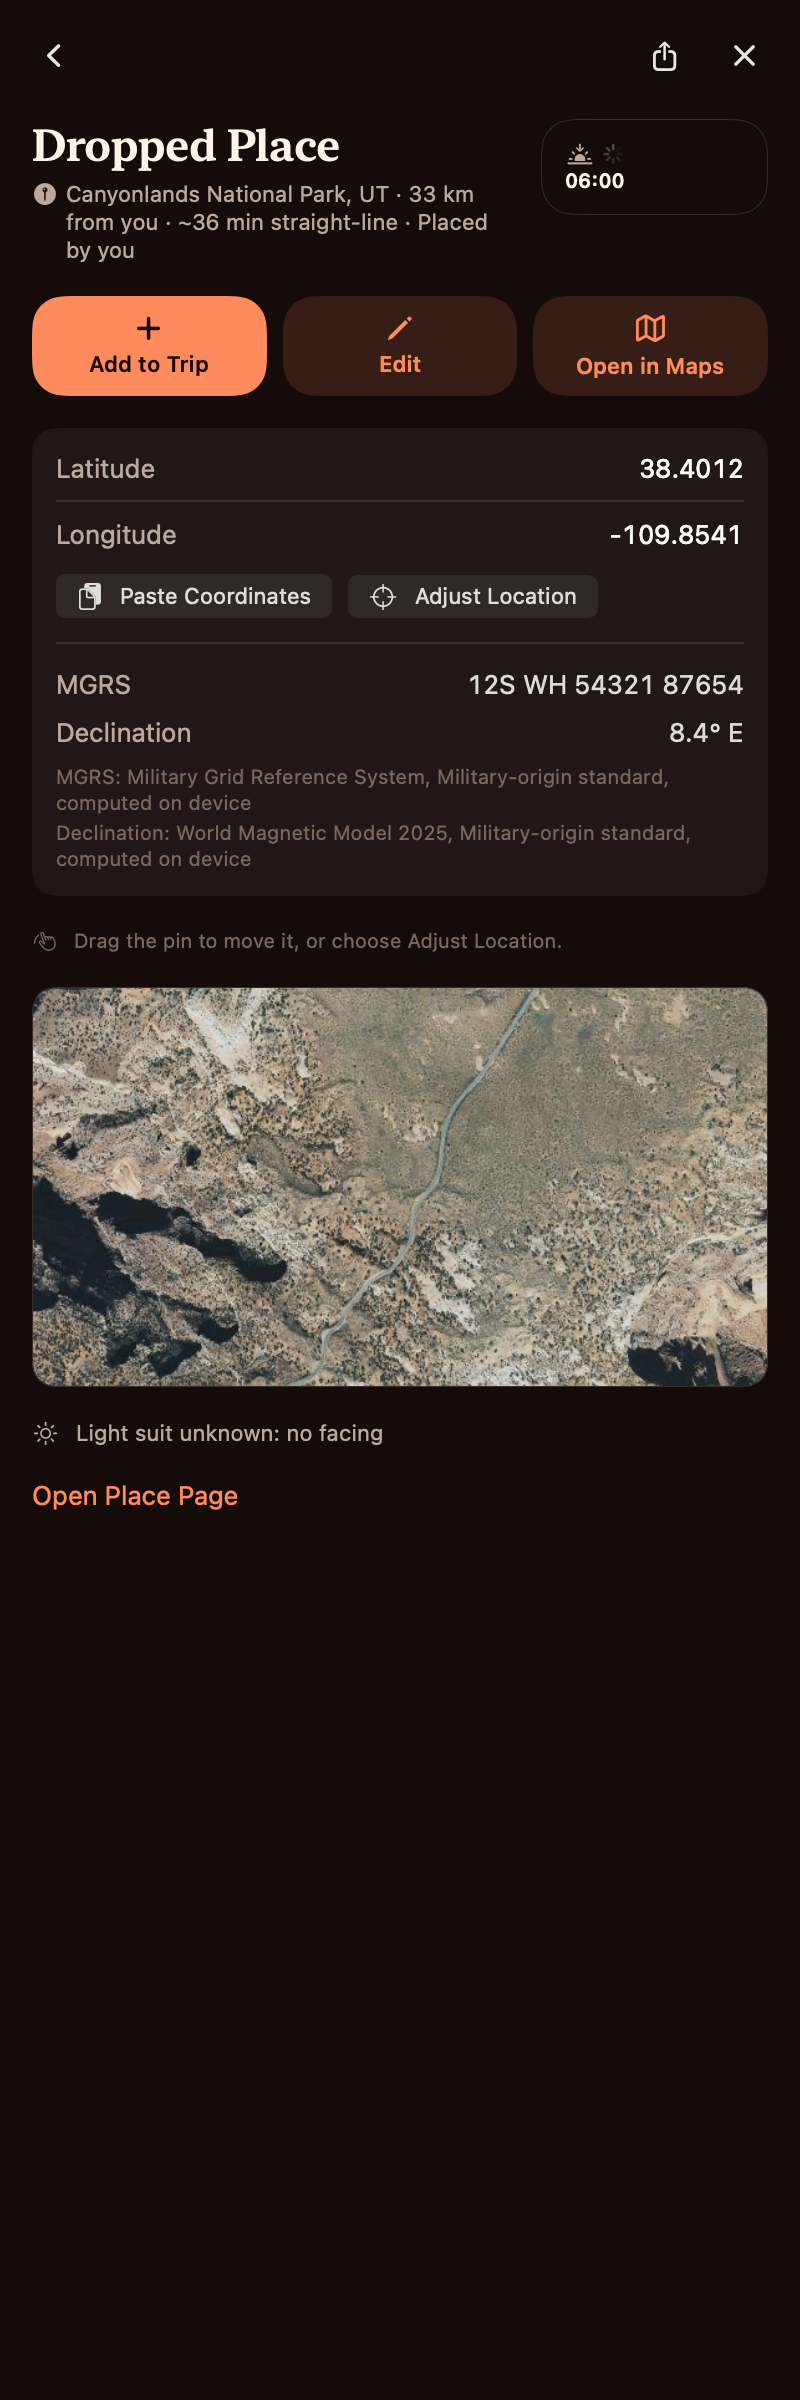 Dropped Place
Canyonlands National Park, UT · 33 km
from you · ~36 min straight-line · Placed
by you
06:00
Add to Trip
Edit
Open in Maps
Latitude
38.4012
Longitude
-109.8541
Paste Coordinates
Adjust Location
MGRS
12S WH 54321 87654
Declination
8.4° E
MGRS: Military Grid Reference System, Military-origin standard,
computed on device
Declination: World Magnetic Model 2025, Military-origin standard,
computed on device
Drag the pin to move it, or choose Adjust Location.
Light suit unknown: no facing
Open Place Page